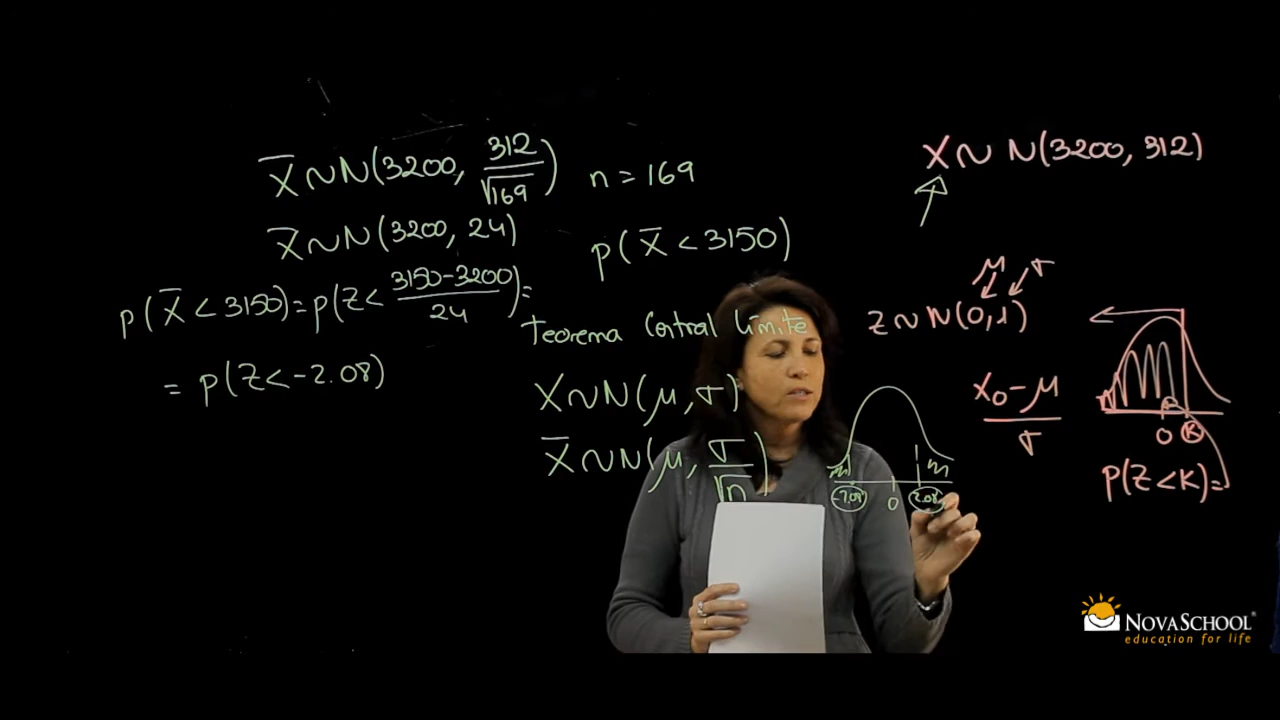 X̄ ~ N(3200, 312/√169) n = 169
X̄ ~ N(3200, 24)
p(X̄ < 3150)
p(X̄ < 3150) = p(Z < (3150-3200)/24) =
= p(Z < -2.08)
Teorema Central Límite
X ~ N(μ, σ)
X̄ ~ N(μ, σ/√n)
-2.08 0 2.08
X ~ N(3200, 312)
μ σ
Z ~ N(0,1)
(X₀ - μ)/σ
0 K
P(Z < K) =
NOVASCHOOL
education for life